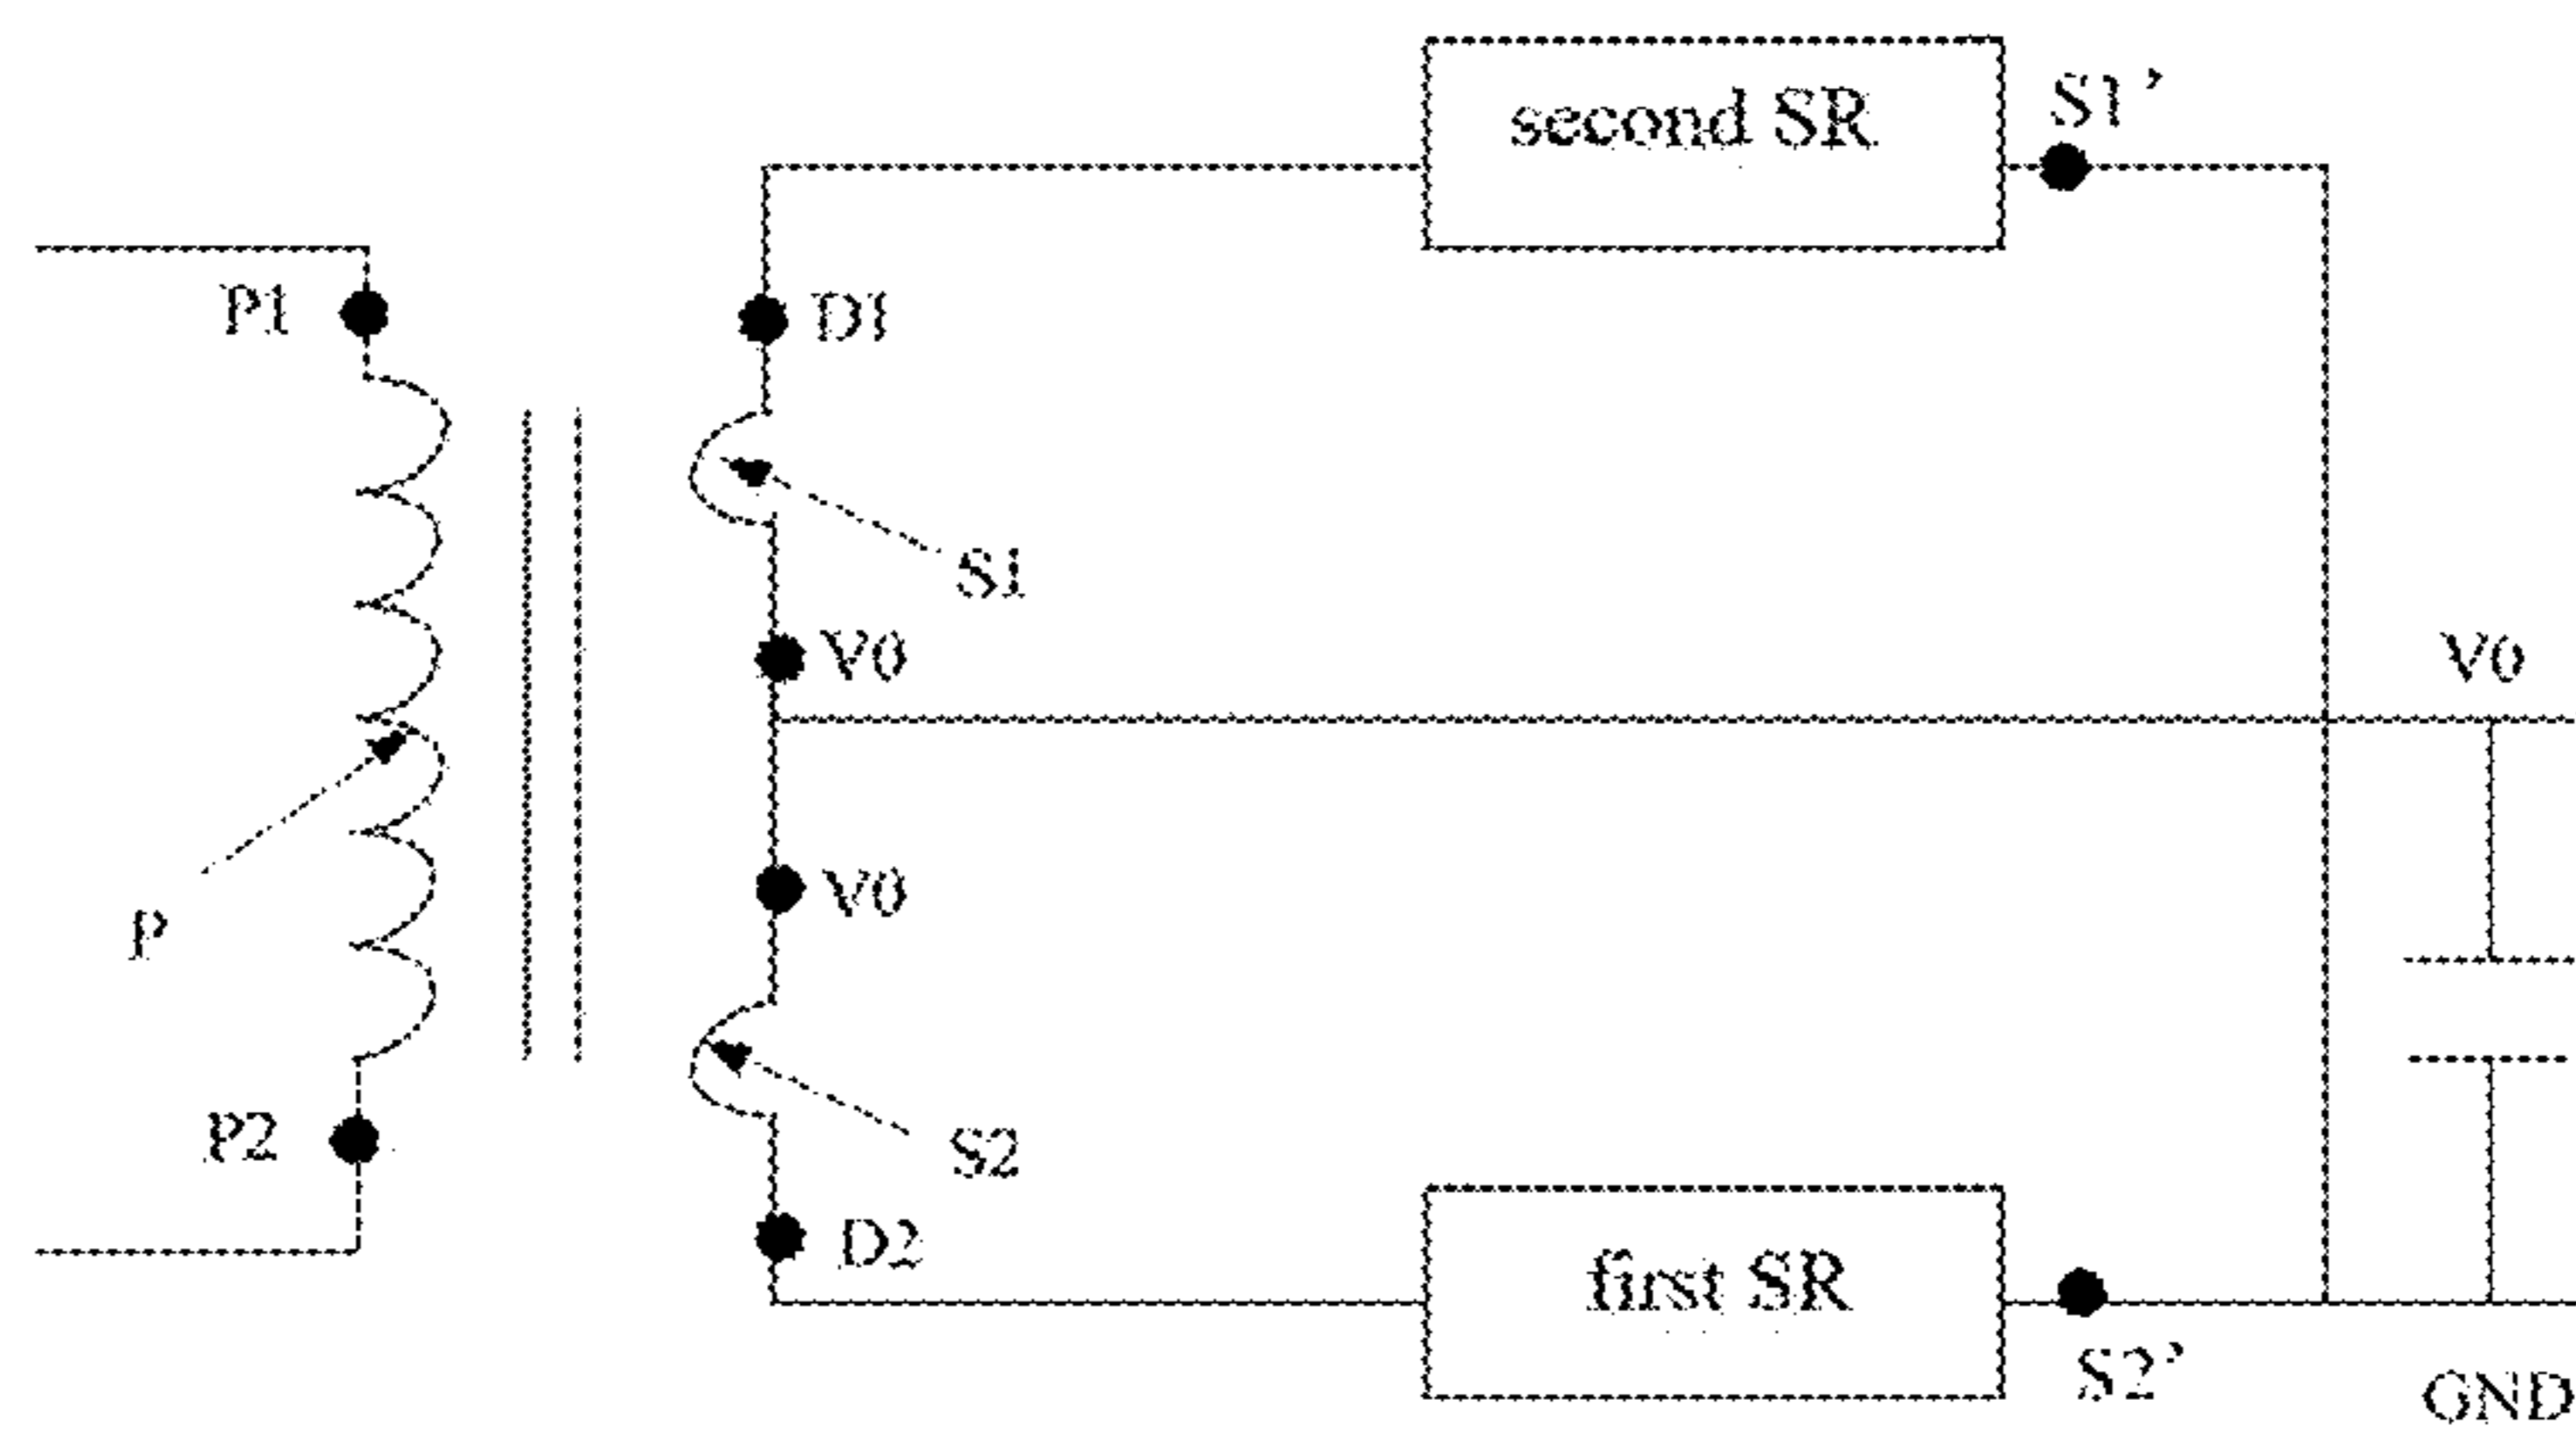 second SR
S1’
P1
D1
S1
V0
V0
V0
P
P2
S2
D2
first SR
S2’
GND